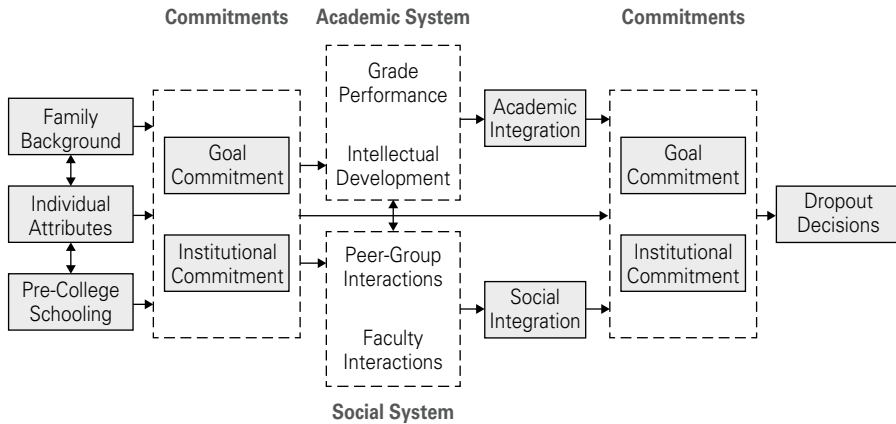 Commitments
Academic System
Commitments
Family
Background
Individual
Attributes
Pre-College
Schooling
Goal
Commitment
Institutional
Commitment
Grade
Performance
Intellectual
Development
Peer-Group
Interactions
Faculty
Interactions
Social System
Academic
Integration
Social
Integration
Goal
Commitment
Institutional
Commitment
Dropout
Decisions